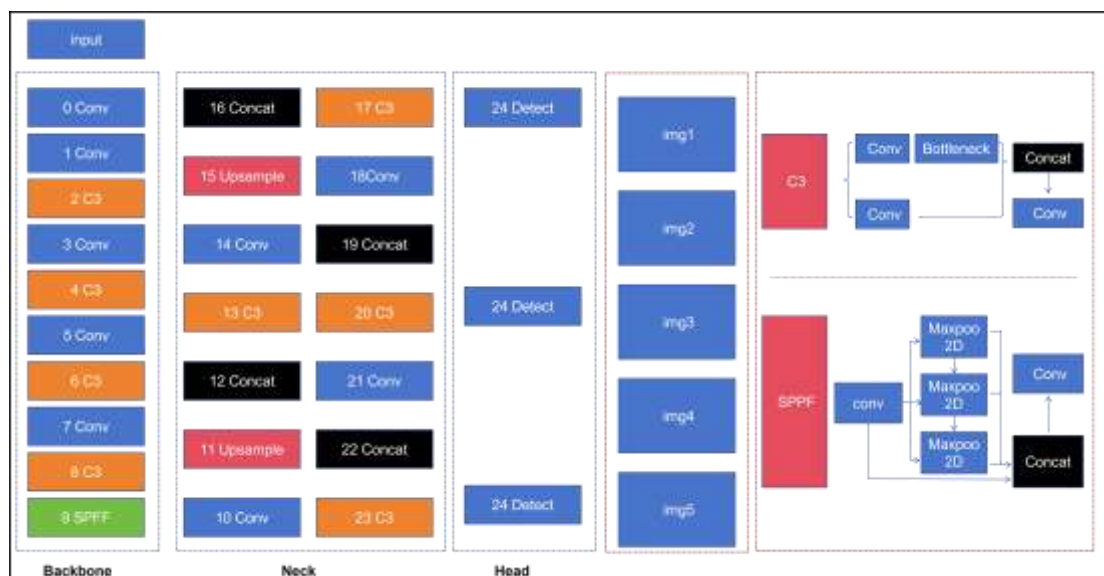 input
0 Conv
1 Conv
2 C3
3 Conv
4 C3
5 Conv
6 C3
7 Conv
8 C3
9 SPFF
Backbone
16 Concat
17 C3
15 Upsample
18Conv
14 Conv
19 Concat
13 C3
20 C3
12 Concat
21 Conv
11 Upsample
22 Concat
10 Conv
23 C3
Neck
24 Detect
24 Detect
24 Detect
Head
img1
img2
img3
img4
img5
C3
Conv
Bottleneck
Conv
Concat
Conv
SPPF
conv
Maxpoo
2D
Maxpoo
2D
Maxpoo
2D
Conv
Concat